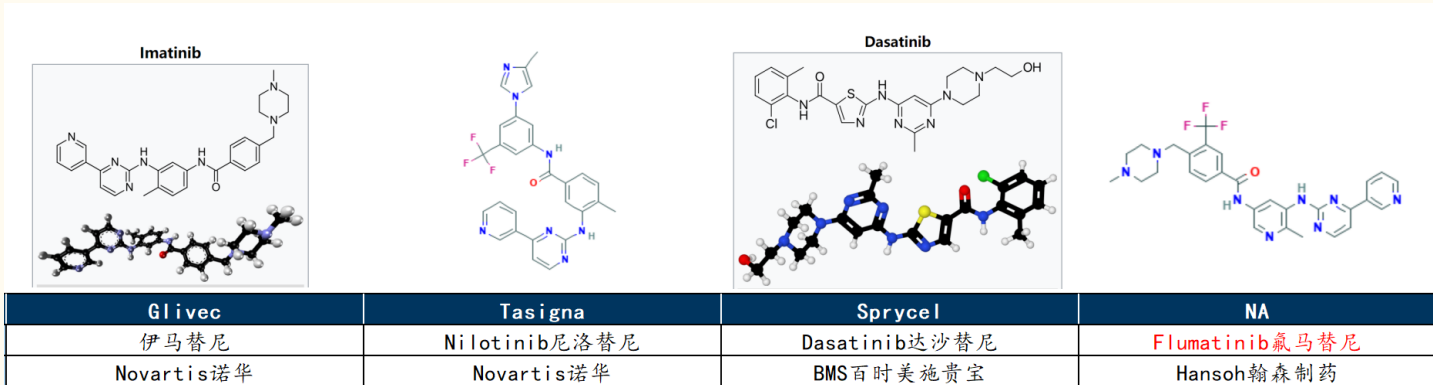 Imatinib
Dasatinib
Glivec
Tasigna
Sprycel
NA
伊马替尼
Nilotinib尼洛替尼
Dasatinib达沙替尼
Flumatinib氟马替尼
Novartis诺华
Novartis诺华
BMS百时美施贵宝
Hansoh翰森制药